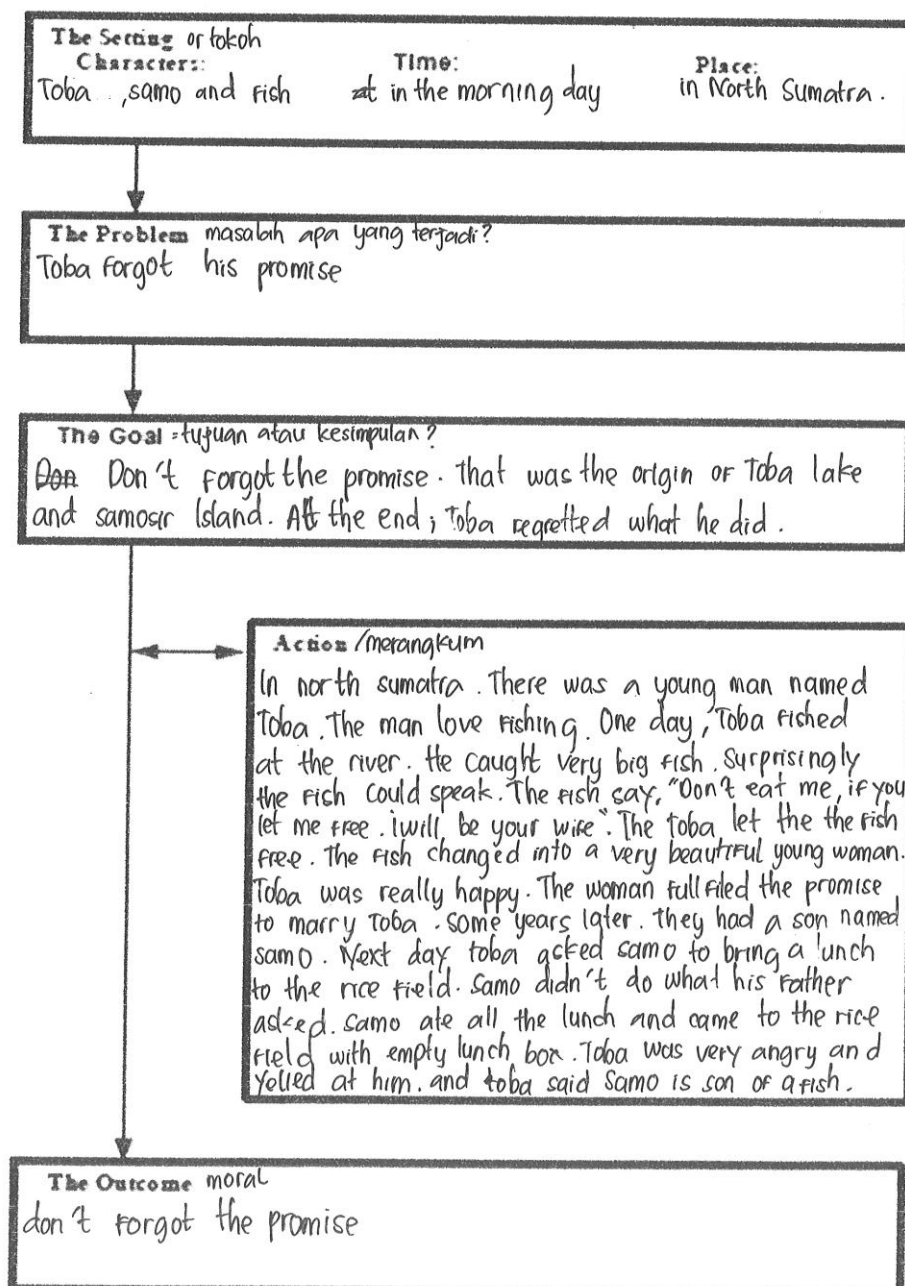 The Setting or tokoh
Characters: Time: Place:
Toba , samo and Fish at in the morning day in North Sumatra.
The Problem masalah apa yang terjadi?
Toba forgot his promise
The Goal = tujuan atau kesimpulan?
Don Don't forgot the promise. That was the origin of Toba lake
and samosir Island. At the end, Toba regretted what he did.
Action /merangkum
In north sumatra. There was a young man named
Toba. The man love fishing. One day, Toba fished
at the river. He caught very big fish. Surprisingly
the fish could speak. The fish say, "Don't eat me, if you
let me free. i will be your wife". The toba let the the fish
free. The fish changed into a very beautiful young woman.
Toba was really happy. The woman full filed the promise
to marry Toba. some years later. they had a son named
samo. Next day toba asked samo to bring a lunch
to the rice field. Samo didn't do what his father
asked. Samo ate all the lunch and came to the rice
field with empty lunch box. Toba was very angry and
yelled at him. and toba said Samo is son of a fish.
The Outcome moral
don't forgot the promise